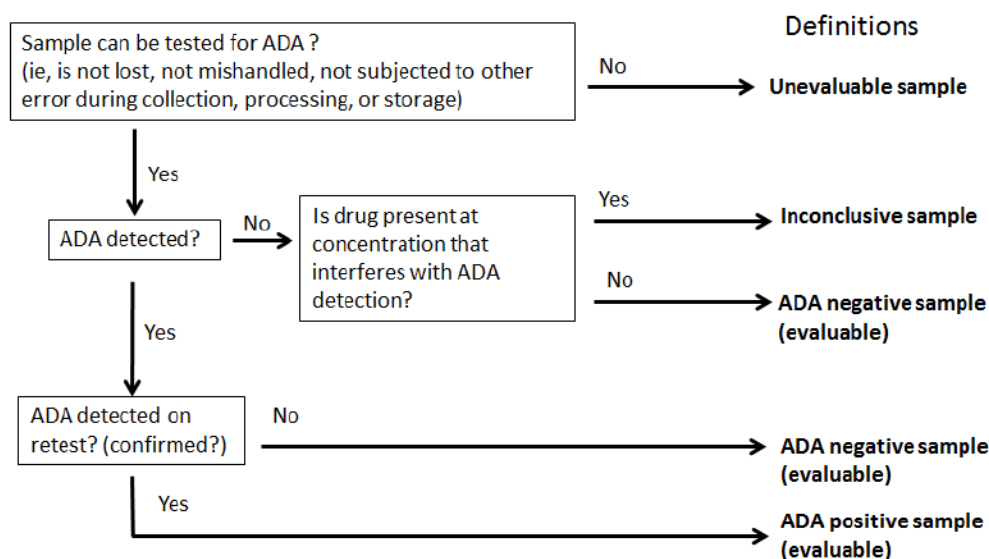 Definitions
Sample can be tested for ADA ?
(ie, is not lost, not mishandled, not subjected to other
error during collection, processing, or storage)
No
Unevaluable sample
Yes
ADA detected?
No
Is drug present at
concentration that
interferes with ADA
detection?
Yes
Inconclusive sample
No
ADA negative sample
(evaluable)
Yes
ADA detected on
retest? (confirmed?)
No
ADA negative sample
(evaluable)
Yes
ADA positive sample
(evaluable)